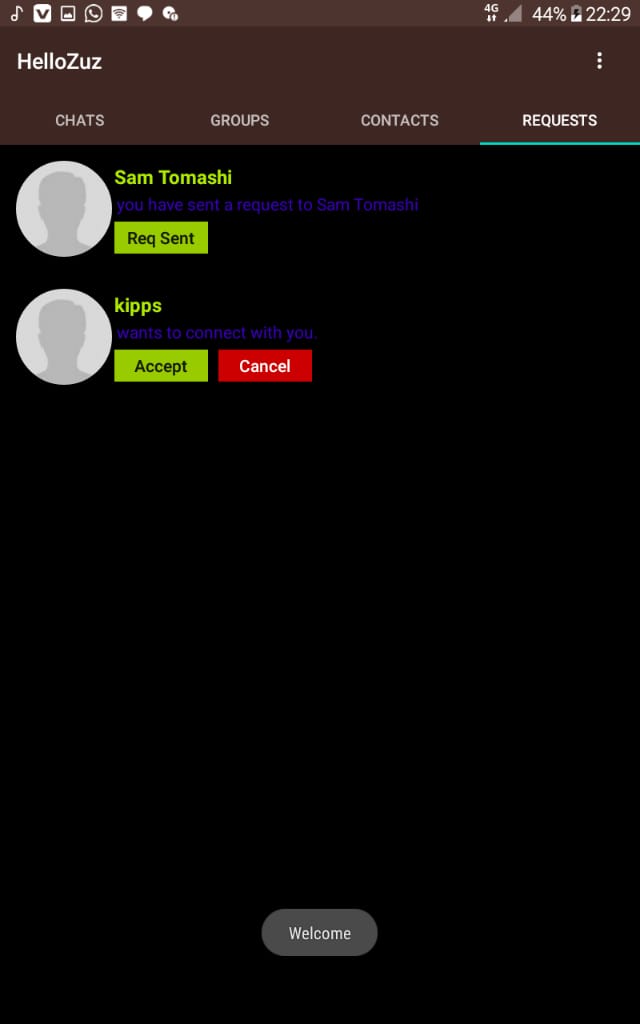 4G 44% 22:29
HelloZuz
CHATS GROUPS CONTACTS REQUESTS
Sam Tomashi
you have sent a request to Sam Tomashi
Req Sent
kipps
wants to connect with you.
Accept Cancel
Welcome